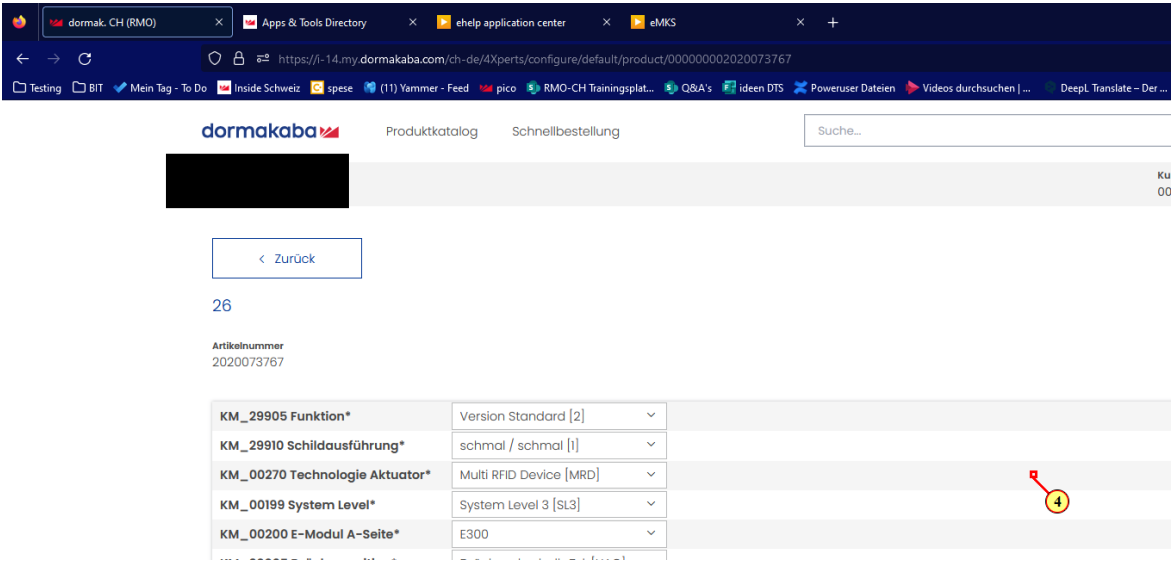 dormak. CH (RMO)
Apps & Tools Directory
ehelp application center
eMKS
https://i-14.my.dormakaba.com/ch-de/4Xperts/configure/default/product/000000002020073767
Testing
BIT
Mein Tag - To Do
Inside Schweiz
spese
(11) Yammer - Feed
pico
RMO-CH Trainingsplat...
Q&A's
ideen DTS
Poweruser Dateien
Videos durchsuchen | ...
DeepL Translate – Der ...
dormakaba
Produktkatalog
Schnellbestellung
Suche...
Ku
00
< Zurück
26
Artikelnummer
2020073767
KM_29905 Funktion* Version Standard [2]
KM_29910 Schildausführung* schmal / schmal [1]
KM_00270 Technologie Aktuator* Multi RFID Device [MRD]
KM_00199 System Level* System Level 3 [SL3]
4
KM_00200 E-Modul A-Seite* E300